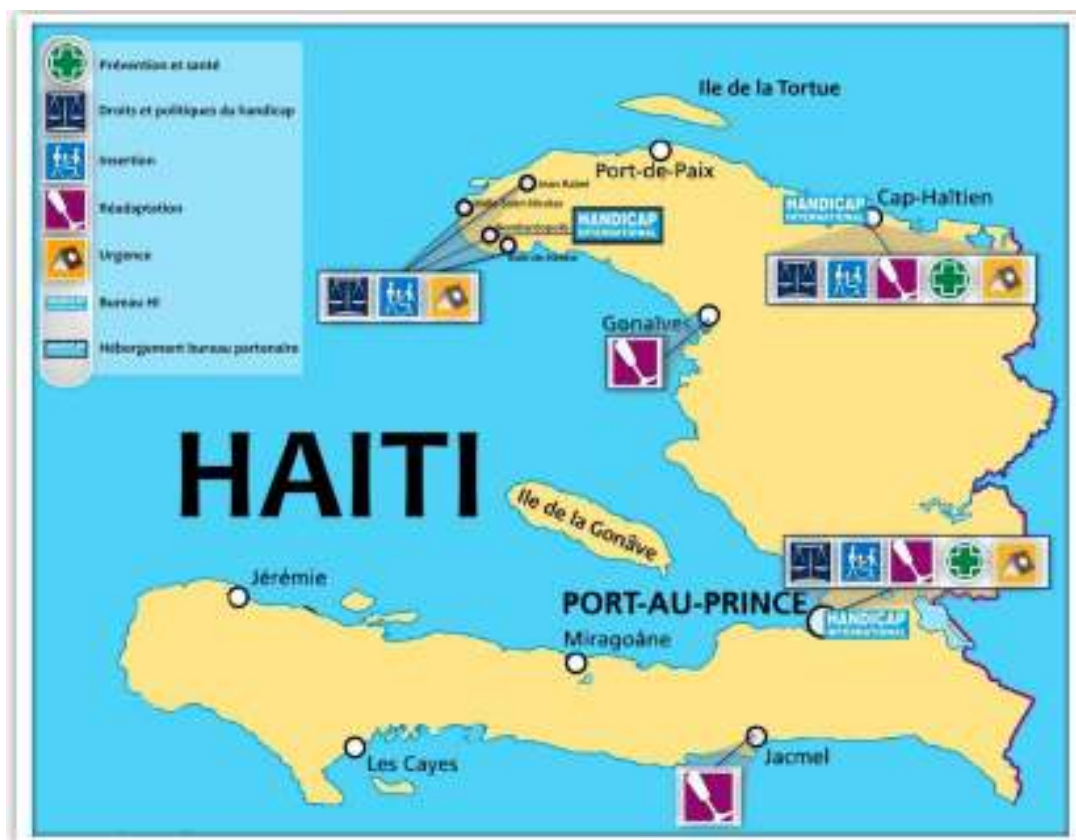 Prévention et santé
Droits et politiques du handicap
Insertion
Réadaptation
Urgence
Bureau HI
Hébergement bureau partenaire
Ile de la Tortue
Port-de-Paix
Cap-Haïtien
HANDICAP
INTERNATIONAL
Jean Rabel
HANDICAP
INTERNATIONAL
Gonaïves
HAITI
Ile de la Gonâve
Jérémie
PORT-AU-PRINCE
HANDICAP
INTERNATIONAL
Miragoâne
Les Cayes
Jacmel